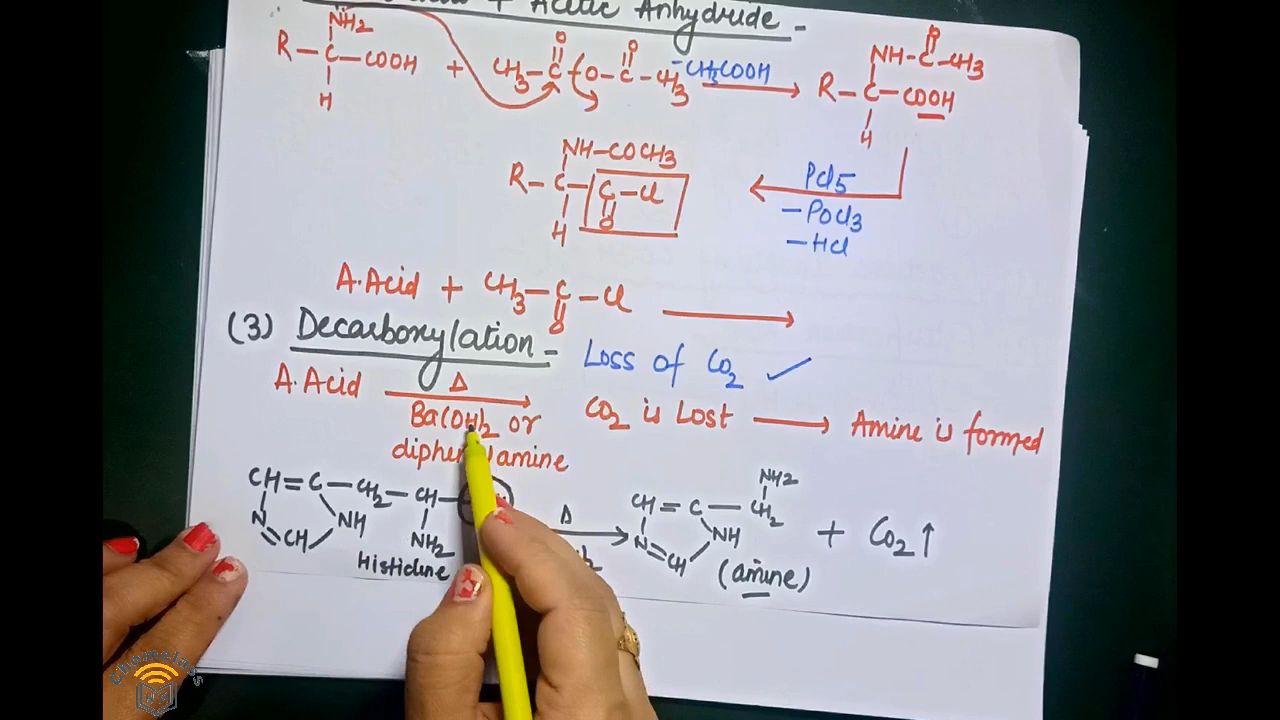 + Acetic Anhydride -
NH2
R-C-COOH + CH3-C-O-C-CH3 -CH3COOH → R-C-COOH
O O
H
NH-C-CH3
O
H
NH-COCH3
R-C-C-Cl
O
H
PCl5
-POCl3
-HCl
A.Acid + CH3-C-Cl →
O
(3) Decarboxylation - Loss of CO2 ✓
A.Acid Δ → CO2 is Lost → Amine is formed
Ba(OH)2 or
diphenylamine
CH=C-CH2-CH-
N NH NH2
=CH
Histidine
Δ →
NH2
CH=C-CH2 + CO2↑
N=CH NH
(amine)
Chemclass